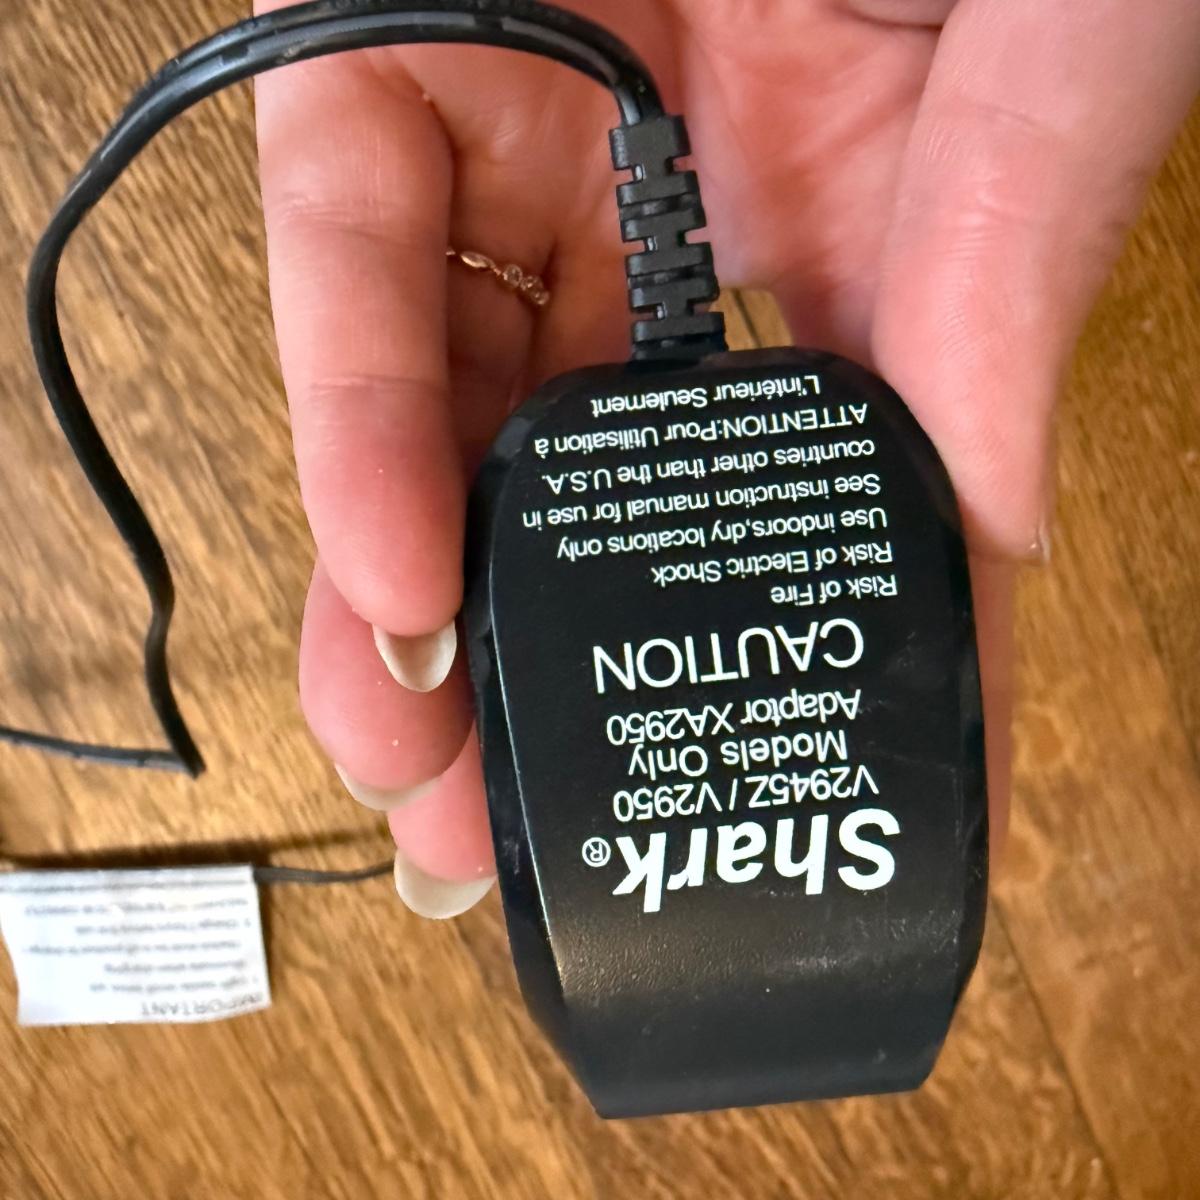 Shark®
V2945Z / V2950
Models Only
Adaptor XA2950
CAUTION
Risk of Fire
Risk of Electric Shock
Use indoors,dry locations only
See instruction manual for use in
countries other than the U.S.A.
ATTENTION:Pour Utilisation à
L'intérieur Seulement
IMPORTANT